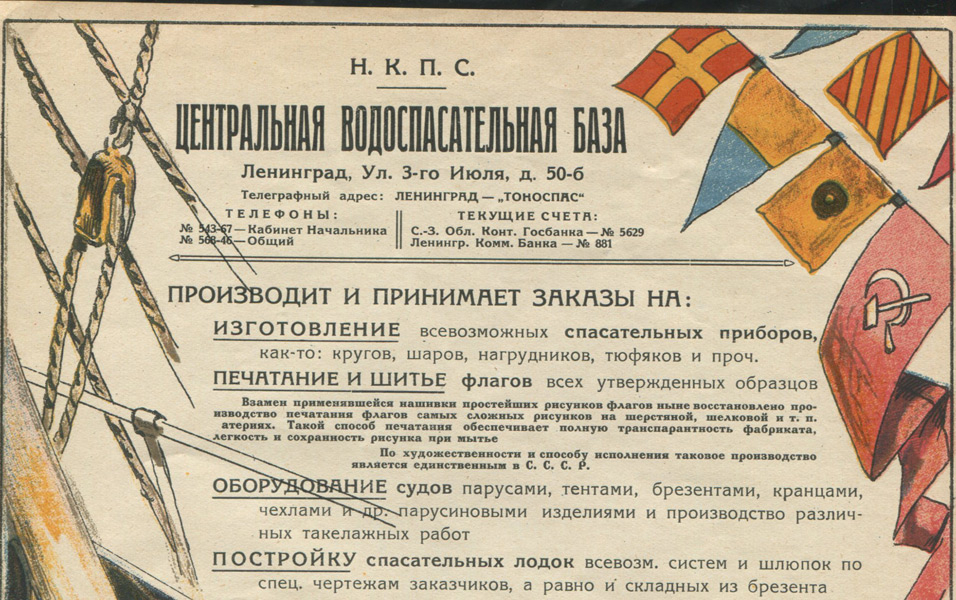 Н. К. П. С.
ЦЕНТРАЛЬНАЯ ВОДОСПАСАТЕЛЬНАЯ БАЗА
Ленинград, Ул. 3-го Июля, д. 50-б
Телеграфный адрес: ЛЕНИНГРАД — „ТОНОСПАС“
ТЕЛЕФОНЫ:
№ 543-67 — Кабинет Начальника
№ 568-46 — Общий
ТЕКУЩИЕ СЧЕТА:
С.-З. Обл. Конт. Госбанка — № 5629
Ленингр. Комм. Банка — № 881
ПРОИЗВОДИТ И ПРИНИМАЕТ ЗАКАЗЫ НА:
ИЗГОТОВЛЕНИЕ всевозможных спасательных приборов,
как-то: кругов, шаров, нагрудников, тюфяков и проч.
ПЕЧАТАНИЕ И ШИТЬЕ флагов всех утвержденных образцов
Взамен применявшейся нашивки простейших рисунков флагов ныне восстановлено про-
изводство печатания флагов самых сложных рисунков на шерстяной, шелковой и т. п.
атериях. Такой способ печатания обеспечивает полную транспарантность фабриката,
легкость и сохранность рисунка при мытье
По художественности и способу исполнения таковое производство
является единственным в С. С. С. Р.
ОБОРУДОВАНИЕ судов парусами, тентами, брезентами, кранцами,
чехлами и др. парусиновыми изделиями и производство различ-
ных такелажных работ
ПОСТРОЙКУ спасательных лодок всевозм. систем и шлюпок по
спец. чертежам заказчиков, а равно и складных из брезента